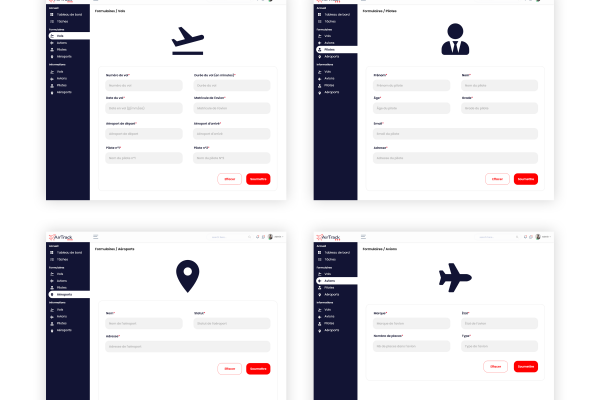 AirTrack
Accueil
Tableau de bord
Tâches
Formulaires
Vols
Avions
Pilotes
Aéroports
Informations
Vols
Avions
Pilotes
Aéroports
Formulaires / Vols
Numéro de vol*
Durée du vol (en minutes)*
Numéro du vol
Durée du vol
Date du vol*
Matricule de l'avion*
Matricule de l'avion
Aéroport de départ*
Aéroport d'arrivé*
Aéroport de départ
Aéroport d'arrivé
Pilote n°1*
Pilote n°2*
Nom du pilote n°1
Nom du pilote n°2
Effacer
Soumettre
AirTrack
Accueil
Tableau de bord
Tâches
Formulaires
Vols
Avions
Pilotes
Aéroports
Informations
Vols
Avions
Pilotes
Aéroports
Formulaires / Pilotes
Prénom*
Nom*
Prénom du pilote
Nom du pilote
Âge*
Grade*
Âge du pilote
Grade du pilote
Email*
Email du pilote
Adresse*
Adresse du pilote
Effacer
Soumettre
AirTrack
Accueil
Tableau de bord
Tâches
Formulaires
Vols
Avions
Pilotes
Aéroports
Informations
Vols
Avions
Pilotes
Aéroports
Formulaires / Aéroports
Nom*
Statut*
Nom de l'aéroport
Statut de l'aéroport
Adresse*
Adresse de l'aéroport
Effacer
Soumettre
AirTrack
Accueil
Tableau de bord
Tâches
Formulaires
Vols
Avions
Pilotes
Aéroports
Informations
Vols
Avions
Pilotes
Aéroports
Formulaires / Avions
Marque*
État*
Marque de l'avion
État de l'avion
Nombre de places*
Type*
Type de l'avion
Effacer
Soumettre